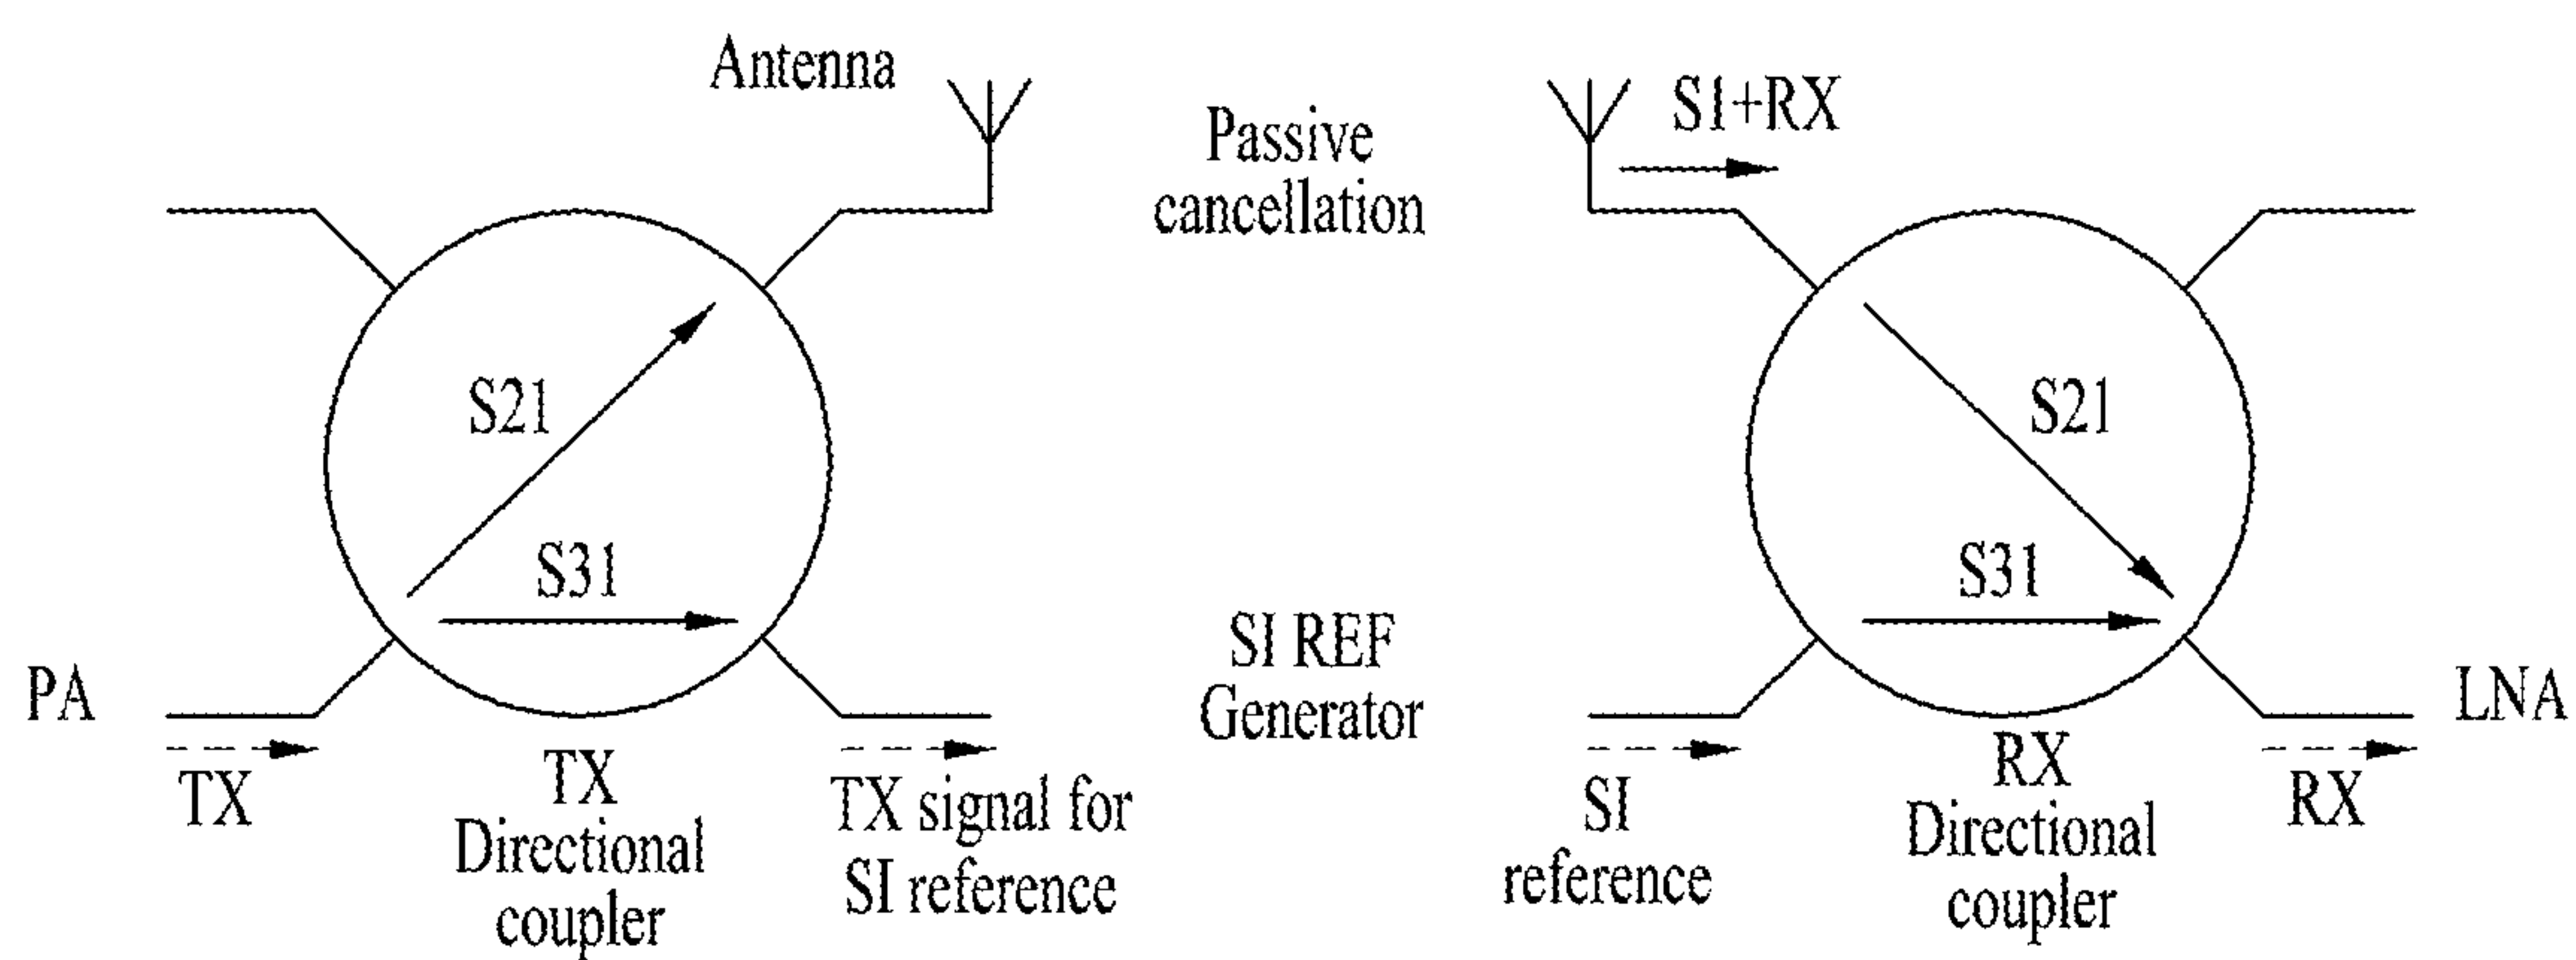 Antenna
Passive
cancellation
SI+RX
S21
S31
PA
TX
TX
Directional
coupler
TX signal for
SI reference
SI REF
Generator
S21
S31
SI
reference
RX
Directional
coupler
LNA
RX